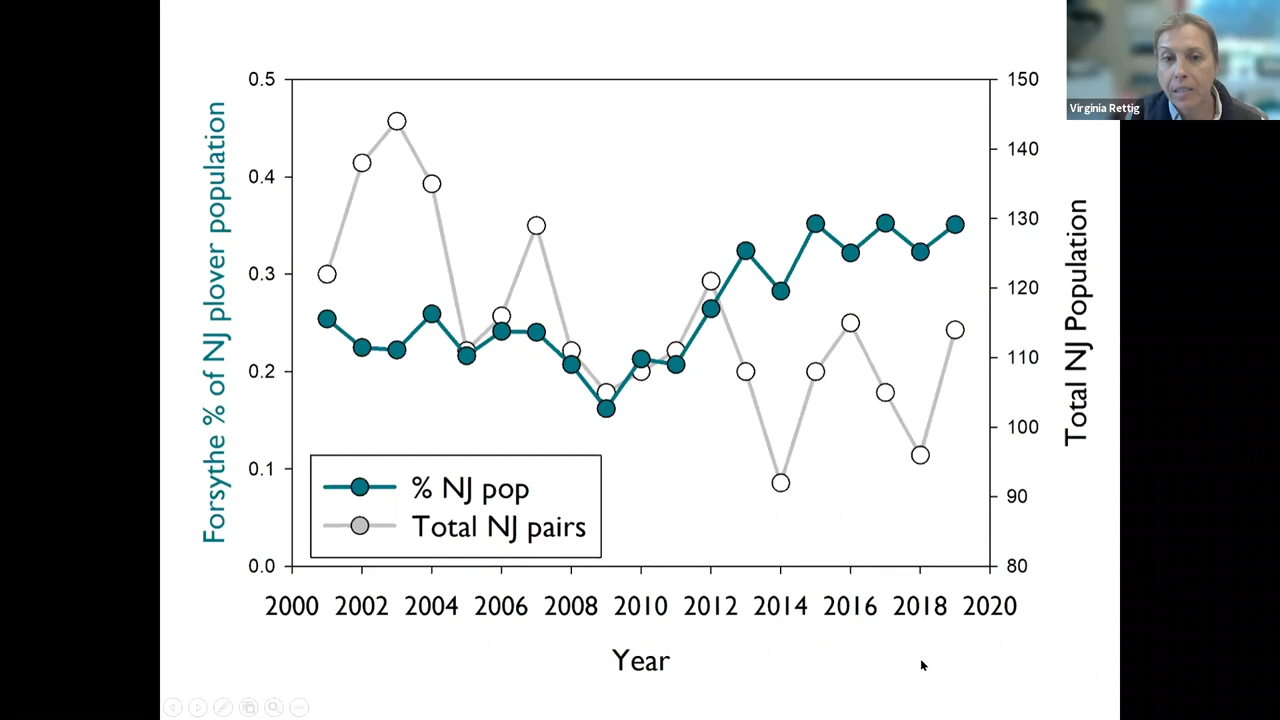 Virginia Rettig
Forsythe % of NJ plover population
0.5
0.4
0.3
0.2
0.1
0.0
150
140
130
120
110
100
90
80
Total NJ Population
% NJ pop
Total NJ pairs
2000 2002 2004 2006 2008 2010 2012 2014 2016 2018 2020
Year